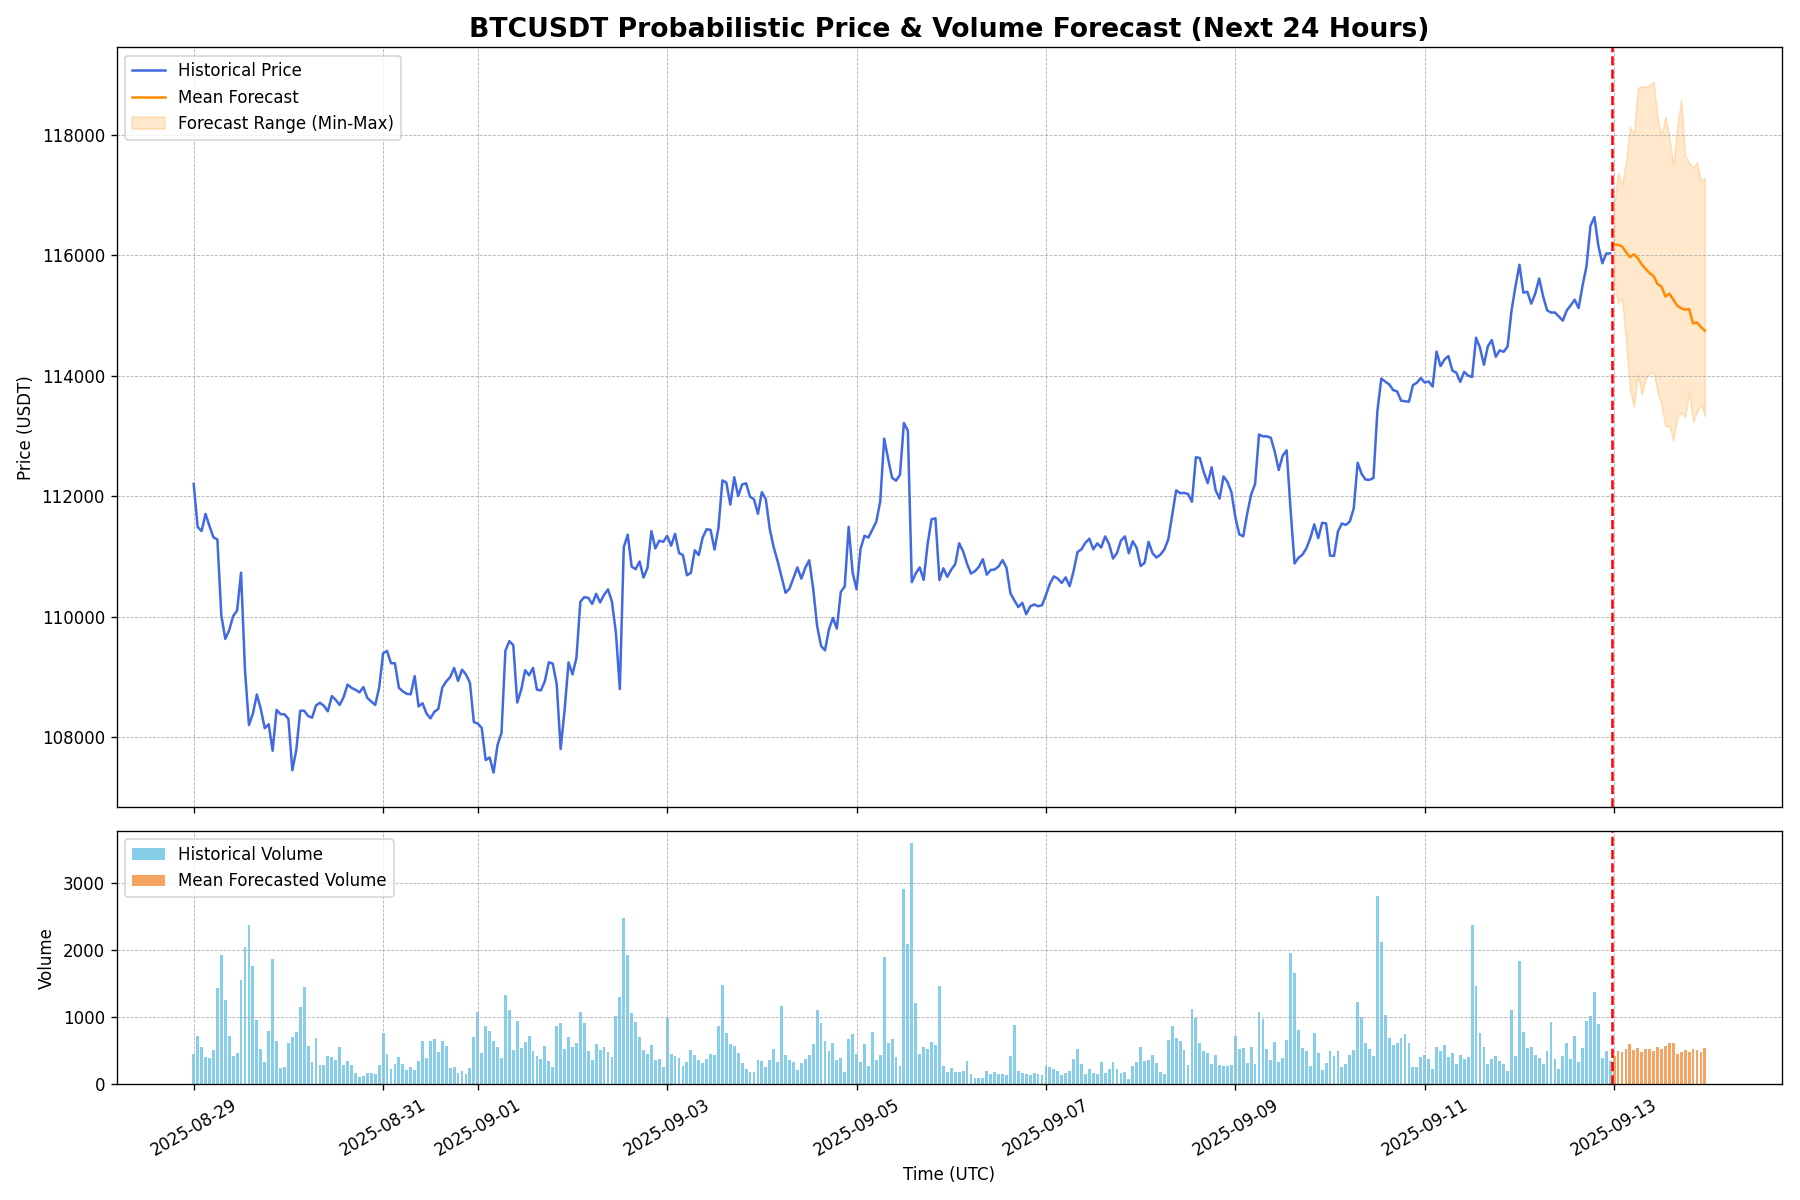 BTCUSDT Probabilistic Price & Volume Forecast (Next 24 Hours)
Historical Price
Mean Forecast
Forecast Range (Min-Max)
118000
116000
114000
112000
110000
108000
Price (USDT)
Historical Volume
Mean Forecasted Volume
3000
2000
1000
0
Volume
2025-08-29
2025-08-31
2025-09-01
2025-09-03
2025-09-05
2025-09-07
2025-09-09
2025-09-11
2025-09-13
Time (UTC)